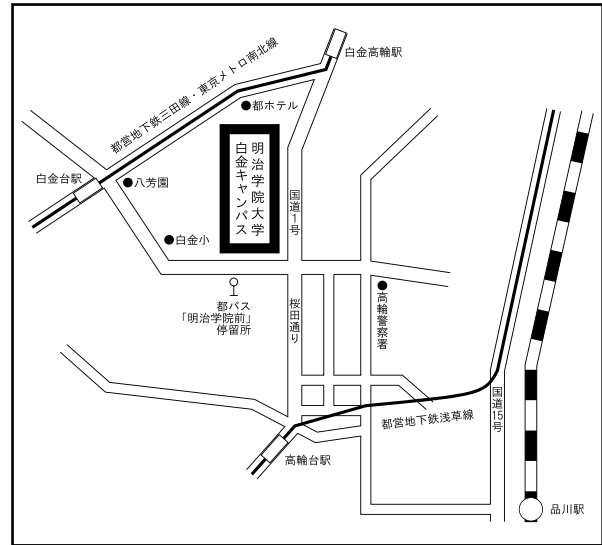 白金高輪駅
都営地下鉄三田線・東京メトロ南北線
都ホテル
白金台駅
八芳園
明治学院大学
白金キャンパス
国道1号
白金小
都バス
「明治学院前」
停留所
桜田通り
高輪警察署
都営地下鉄浅草線
国道15号
高輪台駅
品川駅